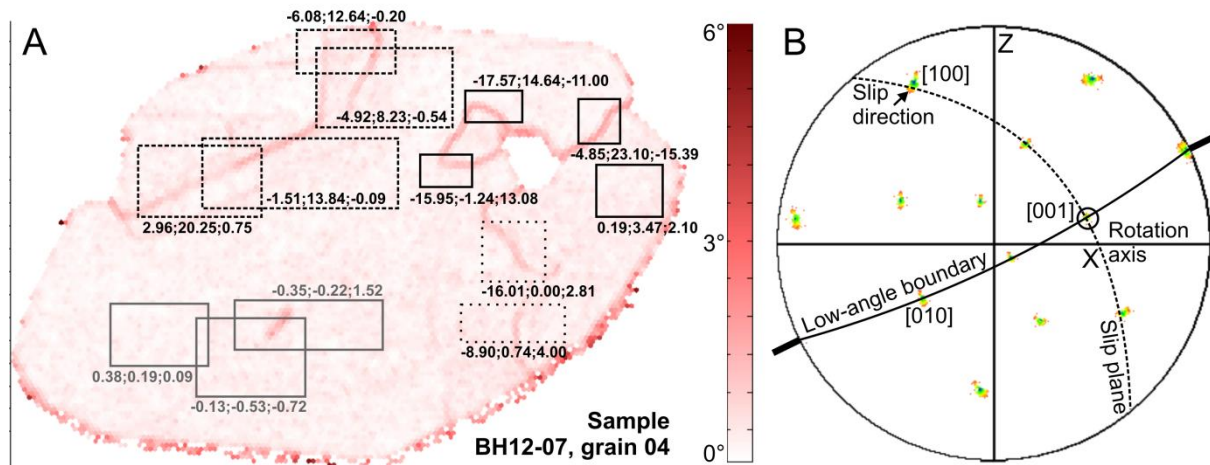 A
-6.08;12.64;-0.20
-17.57;14.64;-11.00
-4.92;8.23;-0.54
-4.85;23.10;-15.39
-1.51;13.84;-0.09
-15.95;-1.24;13.08
2.96;20.25;0.75
0.19;3.47;2.10
-16.01;0.00;2.81
-0.35;-0.22;1.52
-8.90;0.74;4.00
0.38;0.19;0.09
-0.13;-0.53;-0.72
Sample
BH12-07, grain 04
6°
3°
0°
B
Z
[100]
Slip
direction
[001]
Rotation
axis
X
Low-angle boundary
[010]
Slip plane